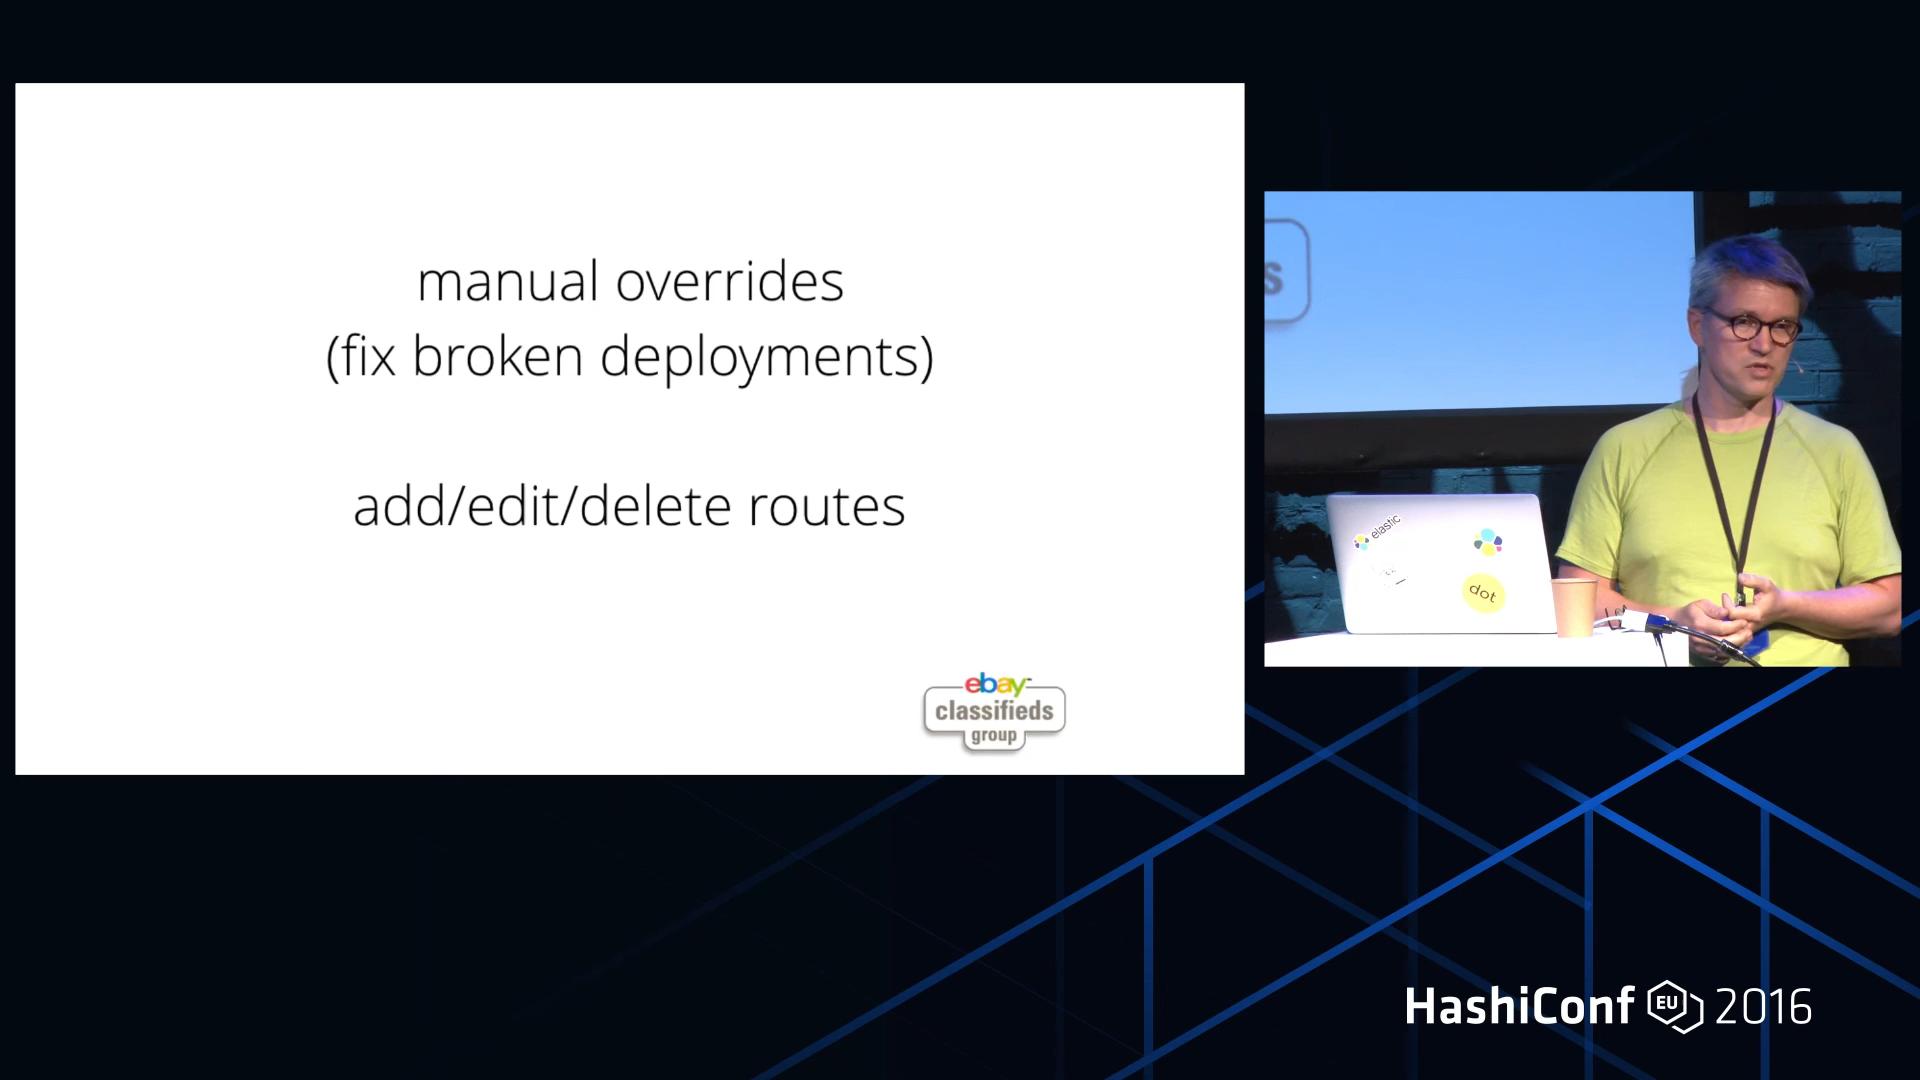 manual overrides
(fix broken deployments)
add/edit/delete routes
ebay
classifieds
group
s
elastic
dot
HashiConf EU 2016